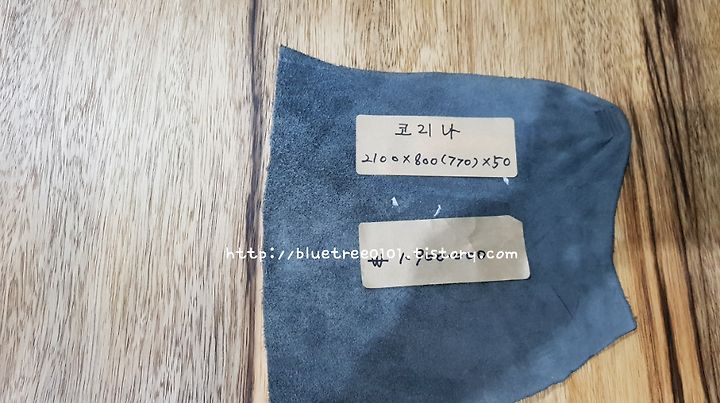 코리나
2100×800(770)×50
http://bluetree0101.tistory.com
₩